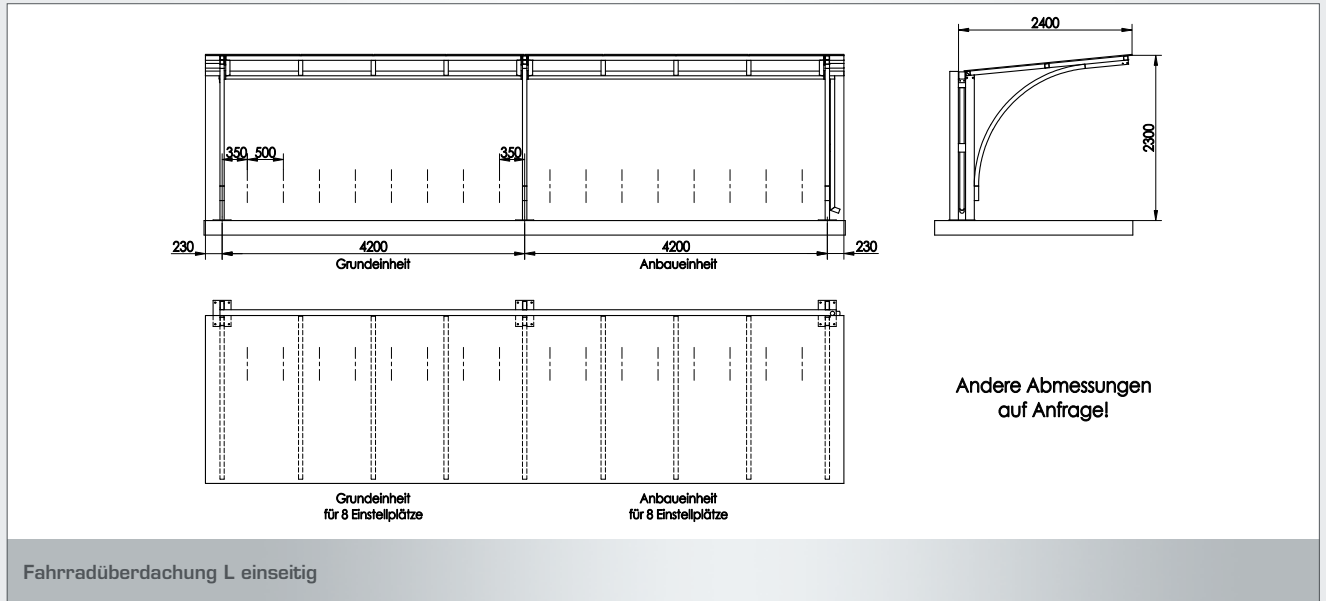 2400
2300
350 500
350
230
4200
4200
230
Grundeinheit
Anbaueinheit
Andere Abmessungen
auf Anfrage!
Grundeinheit
für 8 Einstellplätze
Anbaueinheit
für 8 Einstellplätze
Fahrradüberdachung L einseitig